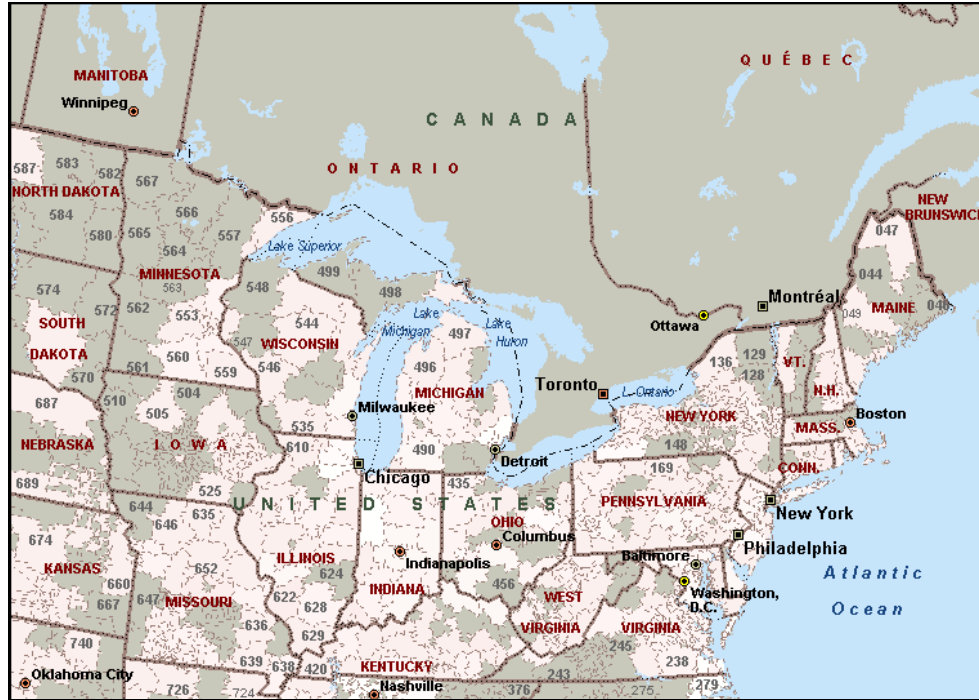 QUÉBEC
MANITOBA
Winnipeg
CANADA
ONTARIO
587
583
582
567
NORTH DAKOTA
584
580
566
565
557
564
556
NEW
BRUNSWICK
047
Lake Superior
MINNESOTA
563
574
572
562
553
548
499
498
044
048
049
MAINE
Montréal
Ottawa
SOUTH
DAKOTA
570
561
560
559
547
544
WISCONSIN
546
Lake
Michigan
497
Lake
Huron
496
MICHIGAN
Toronto
L. Ontario
136
129
128
VT.
N.H.
687
510
504
505
NEBRASKA
IOWA
689
525
Milwaukee
535
610
490
Detroit
NEW YORK
148
MASS.
Boston
CONN.
Chicago
435
169
PENNSYLVANIA
New York
UNITED STATES
644
646
635
674
KANSAS
660
667
647
652
MISSOURI
636
ILLINOIS
624
622
628
629
Indianapolis
INDIANA
OHIO
Columbus
456
Philadelphia
Baltimore
Washington,
D.C.
WEST
VIRGINIA
VIRGINIA
245
238
Atlantic
Ocean
740
Oklahoma City
639
638
420
KENTUCKY
Nashville
726
724
376
243
275
279